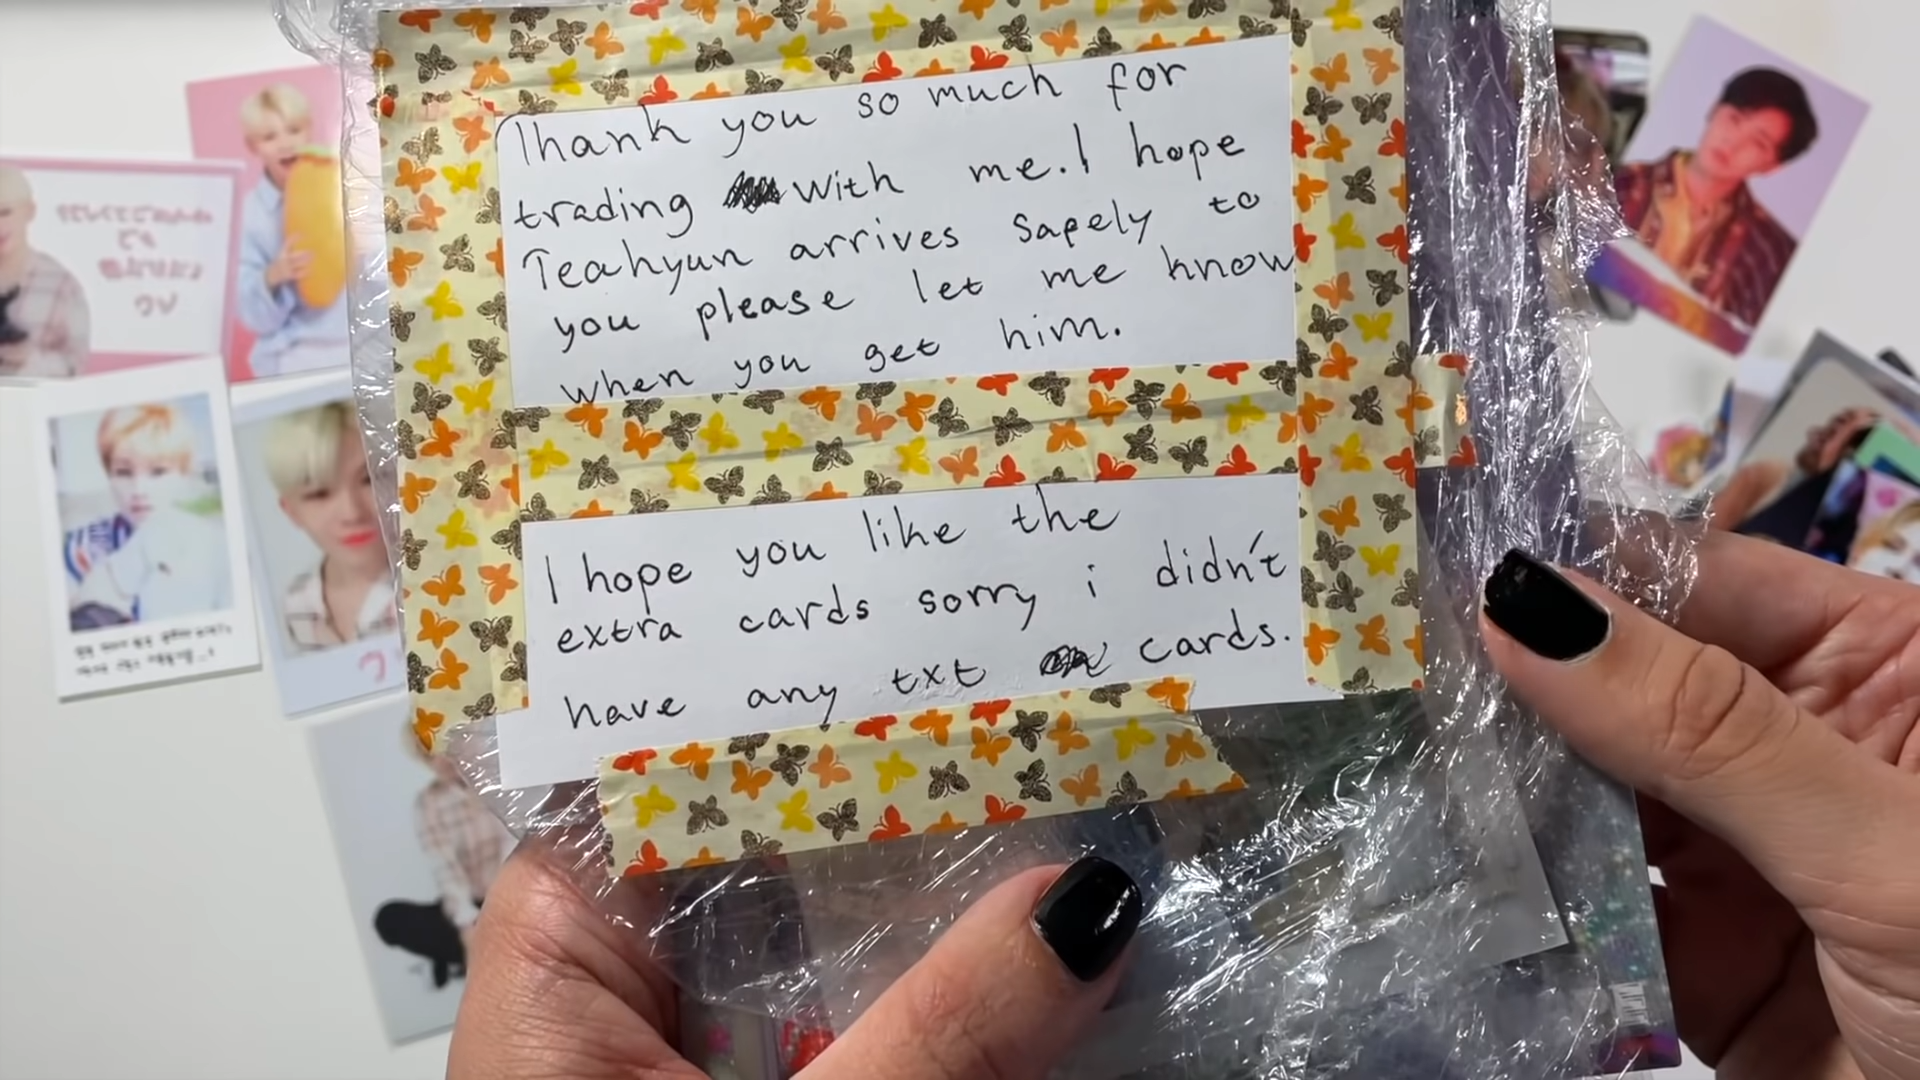 Thank you so much for
trading with me. I hope
Teahyun arrives sapely to
you please let me know
when you get him.
I hope you like the
extra cards sorry i didn't
have any txt cards.